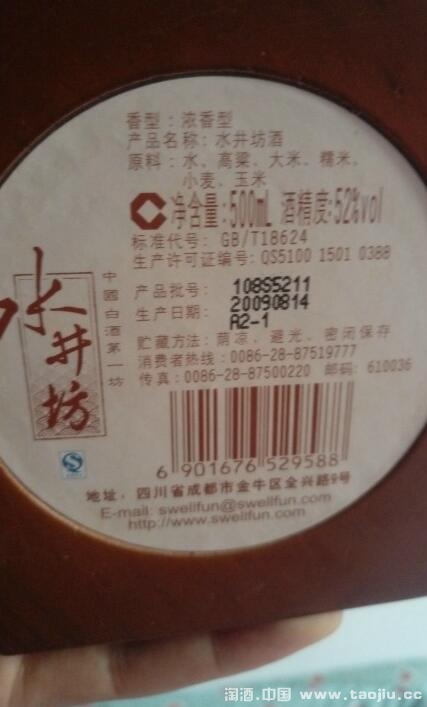 香型：浓香型
产品名称：水井坊酒
原料：水、高粱、大米、糯米、
小麦、玉米
净含量:500mL 酒精度:52%vol
标准代号：GB/T18624
生产许可证编号：QS5100 1501 0388
产品批号：10895211
生产日期：20090814
A2-1
贮藏方法：荫凉、避光、密闭保存
消费者热线：0086-28-87519777
传真：0086-28-87500220 邮码：610036
水井坊
中國白酒第一坊
6 901676 529588
地址：四川省成都市金牛区全兴路9号
E-mail: swellfun@swellfun.com
http://www.swellfun.com
淘酒.中国 www.taojiu.cc